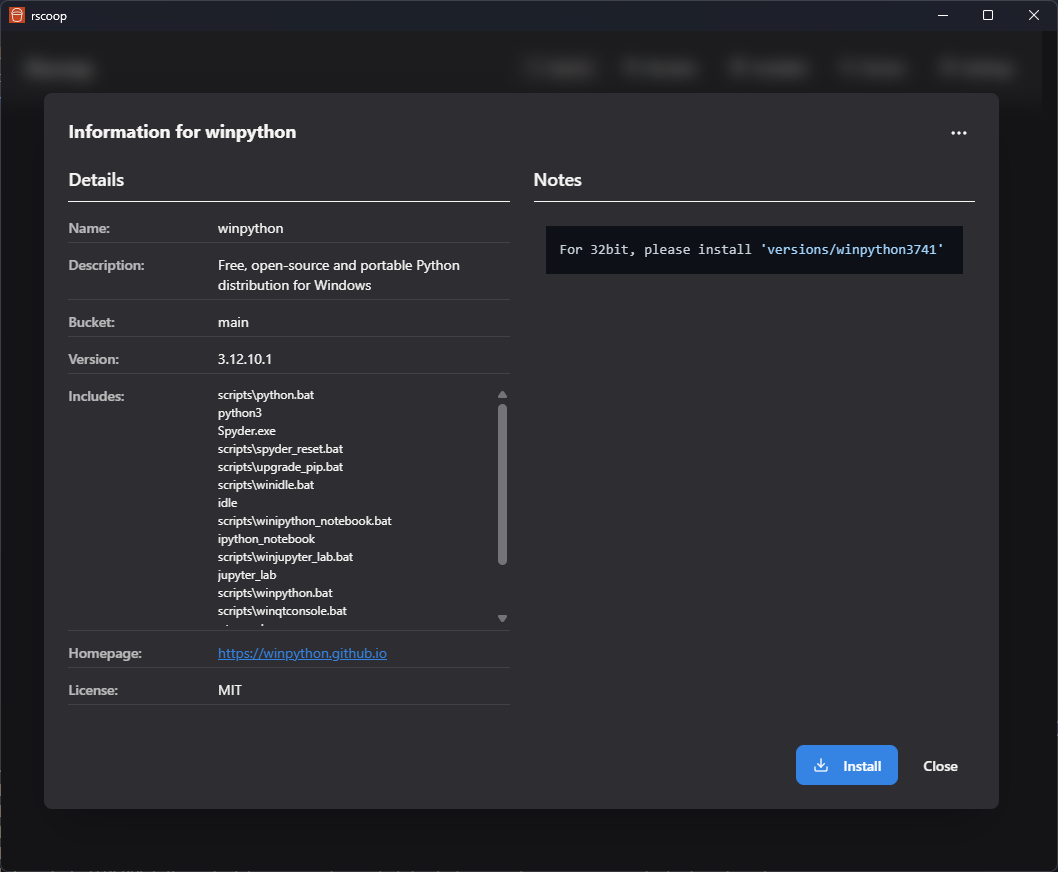 rscoop
Information for winpython
Details
Name: winpython
Description: Free, open-source and portable Python
distribution for Windows
Bucket: main
Version: 3.12.10.1
Includes: scripts\python.bat
python3
Spyder.exe
scripts\spyder_reset.bat
scripts\upgrade_pip.bat
scripts\winidle.bat
idle
scripts\winipython_notebook.bat
ipython_notebook
scripts\winjupyter_lab.bat
jupyter_lab
scripts\winpython.bat
scripts\winqtconsole.bat
Homepage: https://winpython.github.io
License: MIT
Notes
For 32bit, please install 'versions/winpython3741'
Install
Close